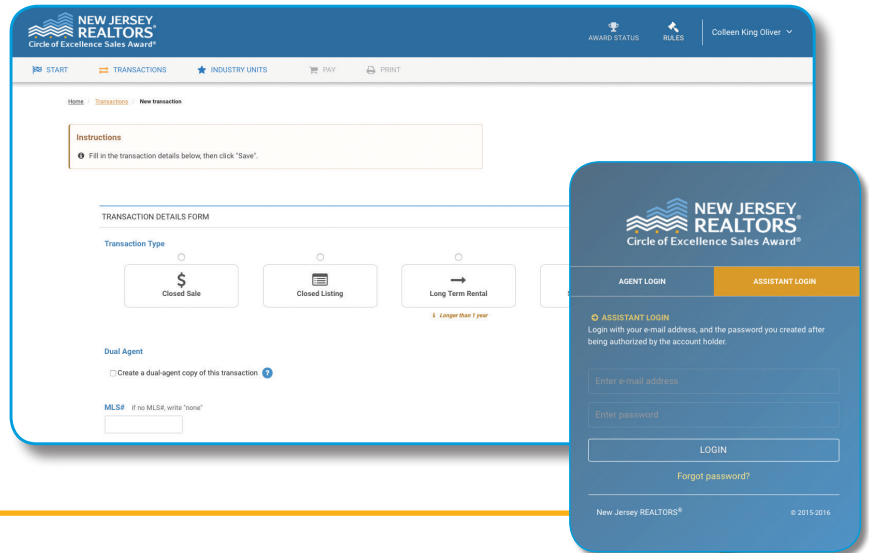 NEW JERSEY
REALTORS®
Circle of Excellence Sales Award®
AWARD STATUS
RULES
Colleen King Oliver
START
TRANSACTIONS
INDUSTRY UNITS
PAY
PRINT
Home / Transactions / New transaction
Instructions
Fill in the transaction details below, then click "Save".
TRANSACTION DETAILS FORM
Transaction Type
Closed Sale
Closed Listing
Long Term Rental
Longer than 1 year
Dual Agent
Create a dual-agent copy of this transaction ?
MLS# if no MLS#, write "none"
NEW JERSEY
REALTORS®
Circle of Excellence Sales Award®
AGENT LOGIN
ASSISTANT LOGIN
ASSISTANT LOGIN
Login with your e-mail address, and the password you created after
being authorized by the account holder.
Enter e-mail address
Enter password
LOGIN
Forgot password?
New Jersey REALTORS®
© 2015-2016